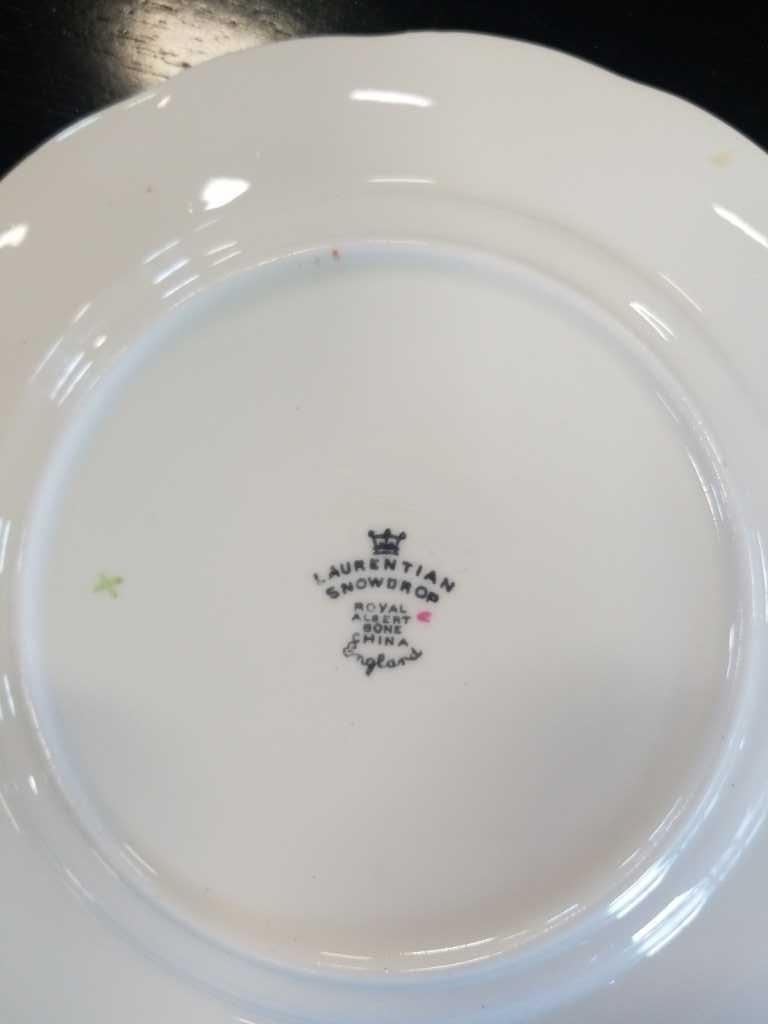 LAURENTIAN
SNOWDROP
ROYAL
ALBERT
BONE
CHINA
England